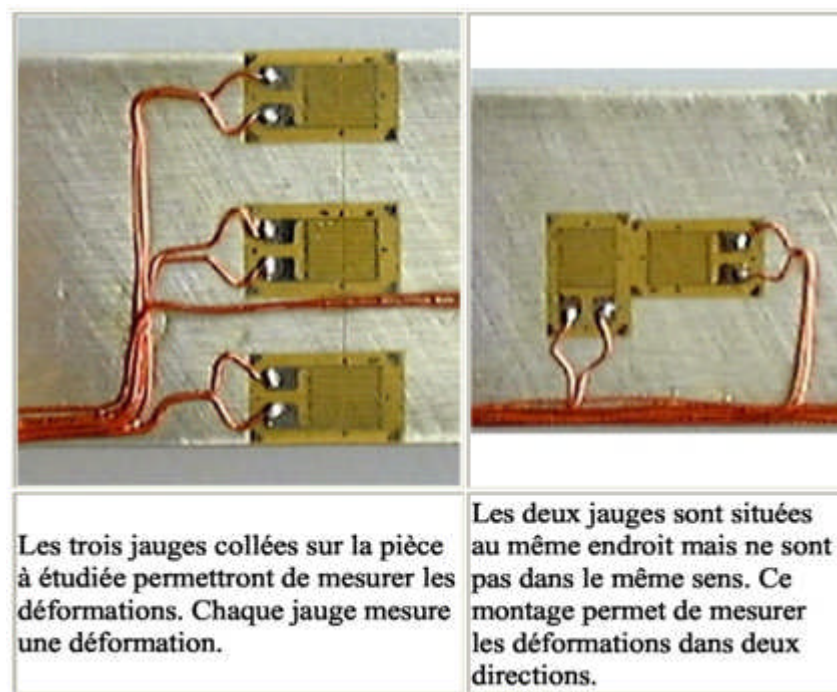 Les trois jauges collées sur la pièce
à étudiée permettront de mesurer les
déformations. Chaque jauge mesure
une déformation.
Les deux jauges sont situées
au même endroit mais ne sont
pas dans le même sens. Ce
montage permet de mesurer
les déformations dans deux
directions.